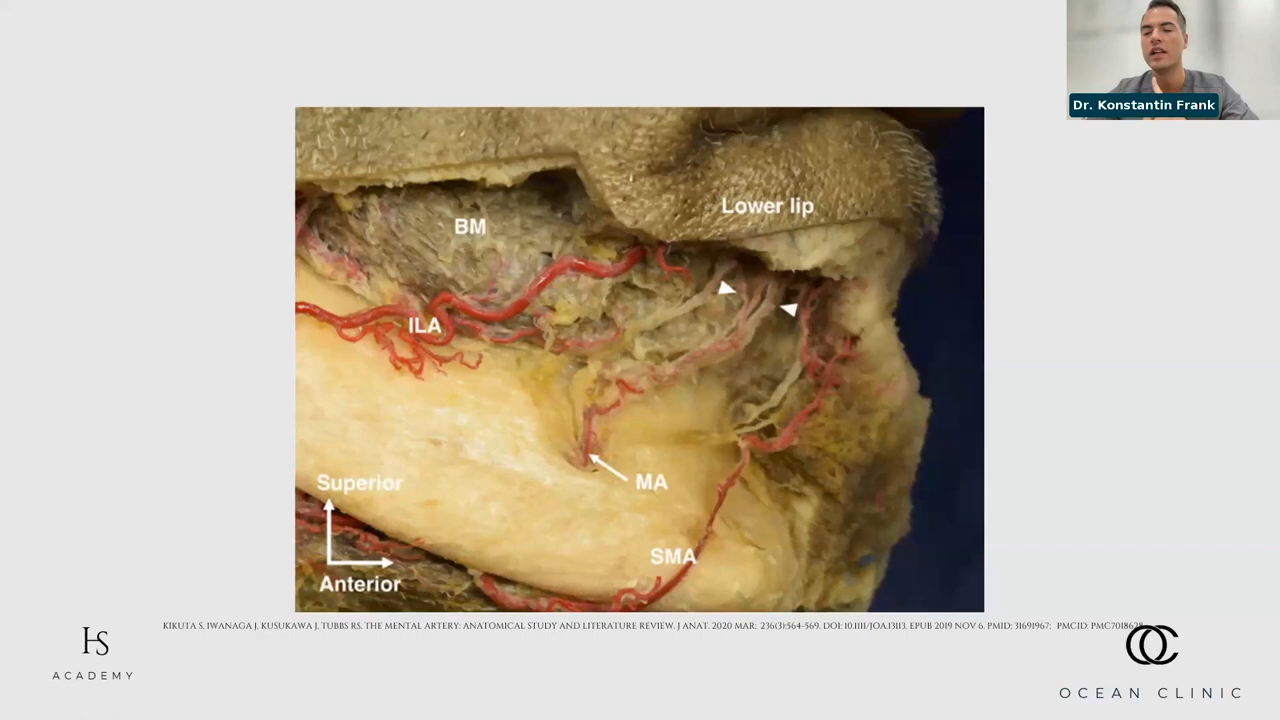 Dr. Konstantin Frank
Lower lip
BM
ILA
MA
Superior
SMA
Anterior
KIKUTA S, IWANAGA J, KUSUKAWA J, TUBBS RS. THE MENTAL ARTERY: ANATOMICAL STUDY AND LITERATURE REVIEW. J ANAT. 2020 MAR; 236(3):564-569. DOI: 10.1111/JOA.13113. EPUB 2019 NOV 6. PMID: 31691967; PMCID: PMC7018628.
HS
ACADEMY
OC
OCEAN CLINIC